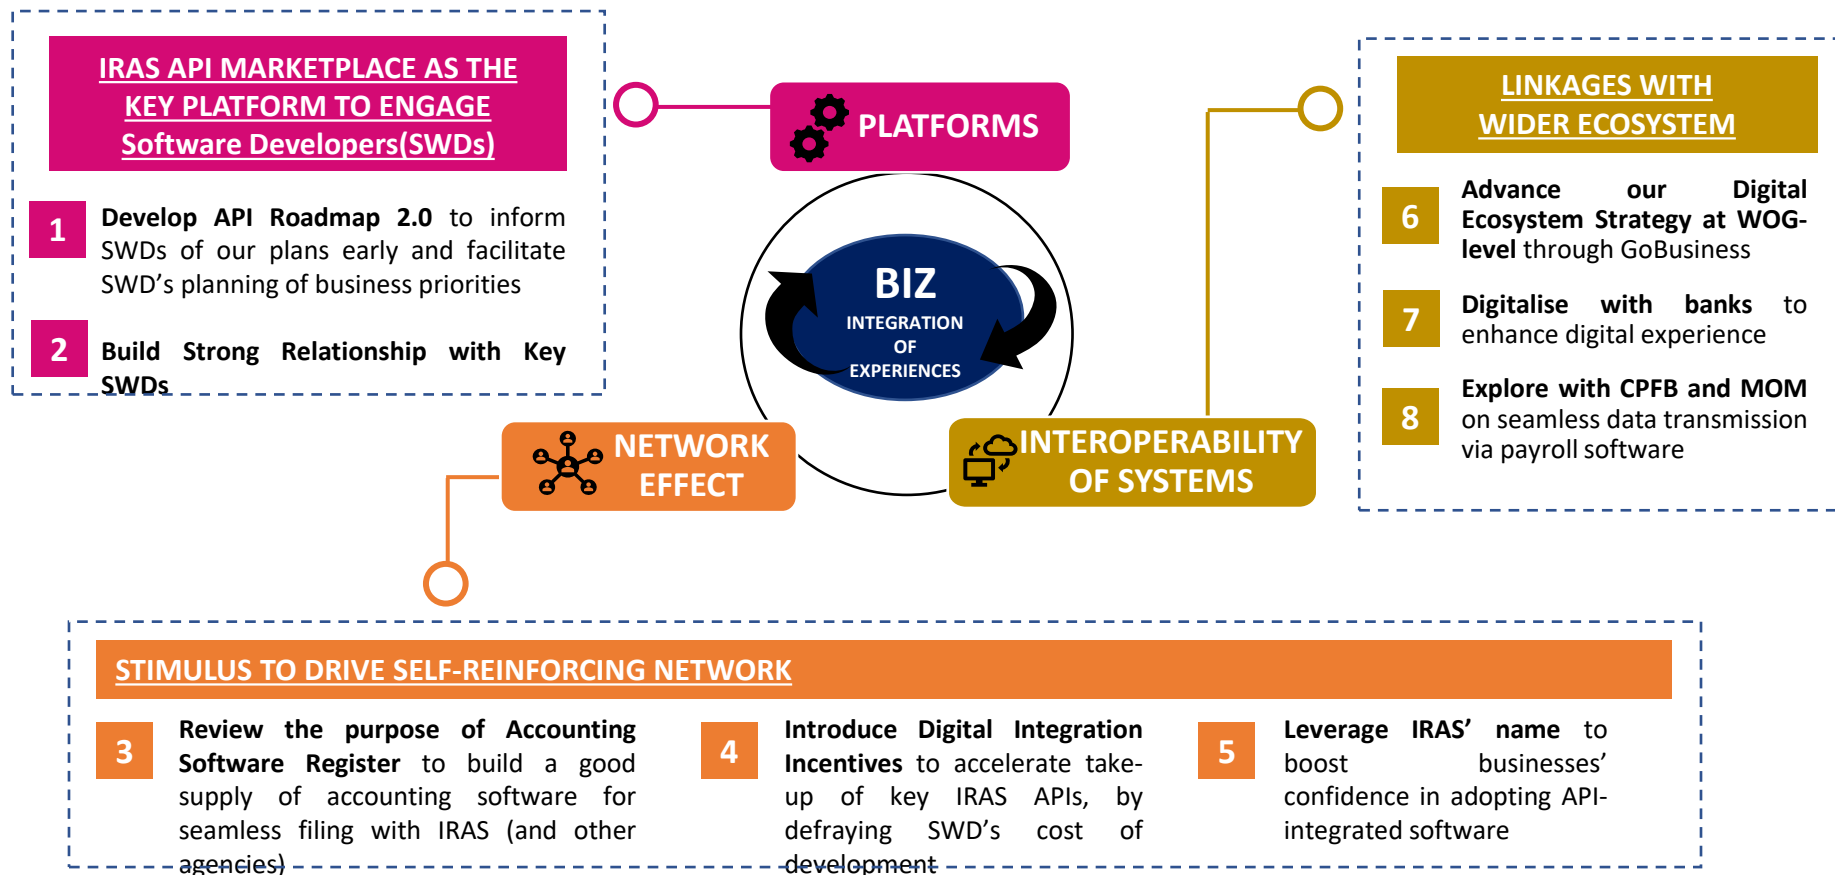 IRAS API MARKETPLACE AS THE
KEY PLATFORM TO ENGAGE
Software Developers(SWDs)
1
Develop API Roadmap 2.0 to inform
SWDs of our plans early and facilitate
SWD's planning of business priorities
2
Build Strong Relationship with Key
SWDs
PLATFORMS
BIZ
INTEGRATION
OF
EXPERIENCES
NETWORK
EFFECT
INTEROPERABILITY
OF SYSTEMS
LINKAGES WITH
WIDER ECOSYSTEM
6
Advance our Digital
Ecosystem Strategy at WOG-
level through GoBusiness
7
Digitalise with banks to
enhance digital experience
8
Explore with CPFB and MOM
on seamless data transmission
via payroll software
STIMULUS TO DRIVE SELF-REINFORCING NETWORK
3
Review the purpose of Accounting
Software Register to build a good
supply of accounting software for
seamless filing with IRAS (and other
agencies)
4
Introduce Digital Integration
Incentives to accelerate take-
up of key IRAS APIs, by
defraying SWD's cost of
development
5
Leverage IRAS' name to
boost businesses'
confidence in adopting API-
integrated software